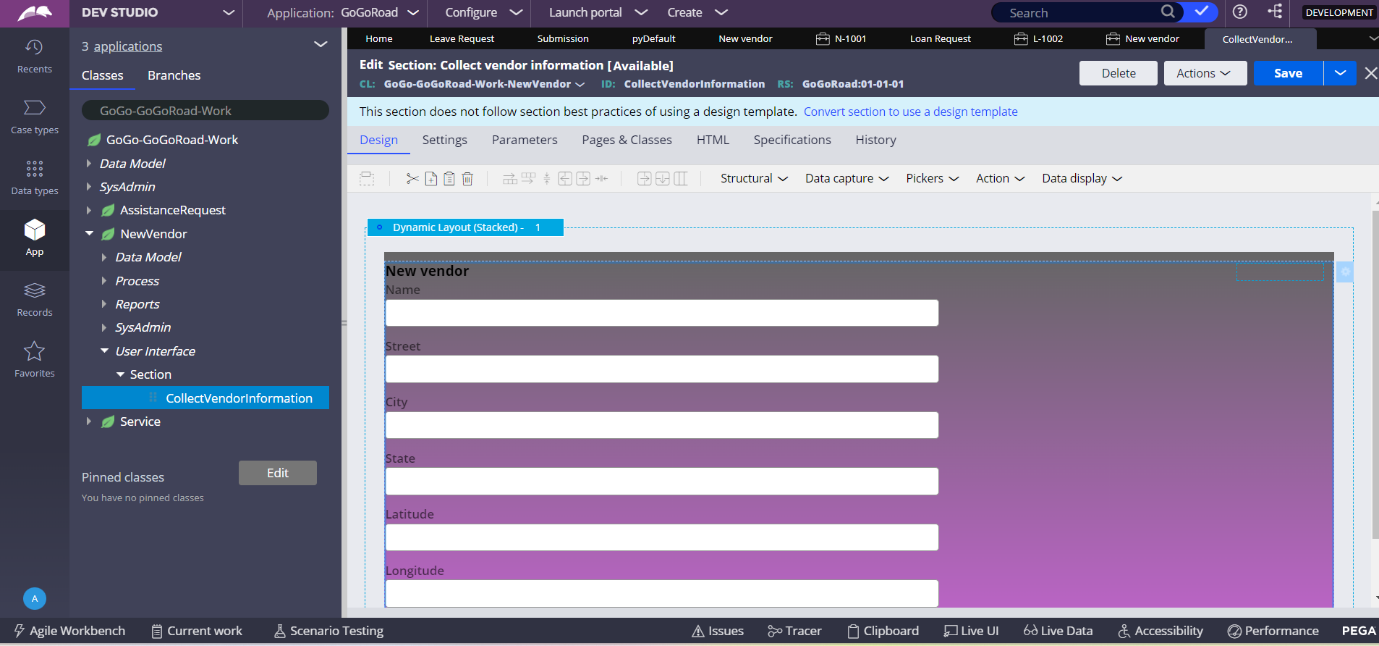 DEV STUDIO
Application: GoGoRoad
Configure
Launch portal
Create
Search
DEVELOPMENT
Recents
Case types
Data types
App
Records
Favorites
A
3 applications
Classes
Branches
GoGo-GoGoRoad-Work
GoGo-GoGoRoad-Work
Data Model
SysAdmin
AssistanceRequest
NewVendor
Data Model
Process
Reports
SysAdmin
User Interface
Section
CollectVendorInformation
Service
Pinned classes
Edit
You have no pinned classes
Home
Leave Request
Submission
pyDefault
New vendor
N-1001
Loan Request
L-1002
New vendor
CollectVendor...
Edit Section: Collect vendor information [Available]
CL: GoGo-GoGoRoad-Work-NewVendor ID: CollectVendorInformation RS: GoGoRoad:01-01-01
Delete
Actions
Save
This section does not follow section best practices of using a design template. Convert section to use a design template
Design
Settings
Parameters
Pages & Classes
HTML
Specifications
History
Structural
Data capture
Pickers
Action
Data display
Dynamic Layout (Stacked) - 1
New vendor
Name
Street
City
State
Latitude
Longitude
Agile Workbench
Current work
Scenario Testing
Issues
Tracer
Clipboard
Live UI
Live Data
Accessibility
Performance
PEGA